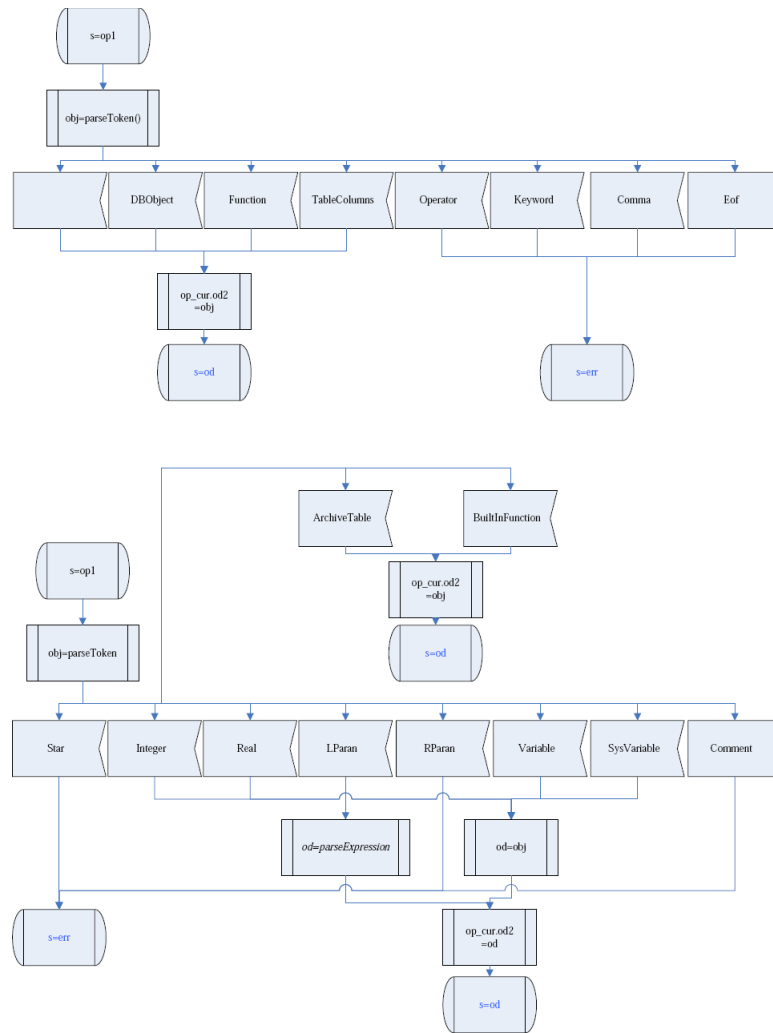 s=op1
obj=parseToken()
DBObject
Function
TableColumns
Operator
Keyword
Comma
Eof
op_cur.od2
=obj
s=od
s=err
ArchiveTable
BuiltInFunction
s=op1
op_cur.od2
=obj
obj=parseToken
s=od
Star
Integer
Real
LParan
RParan
Variable
SysVariable
Comment
od=parseExpression
od=obj
s=err
op_cur.od2
=od
s=od